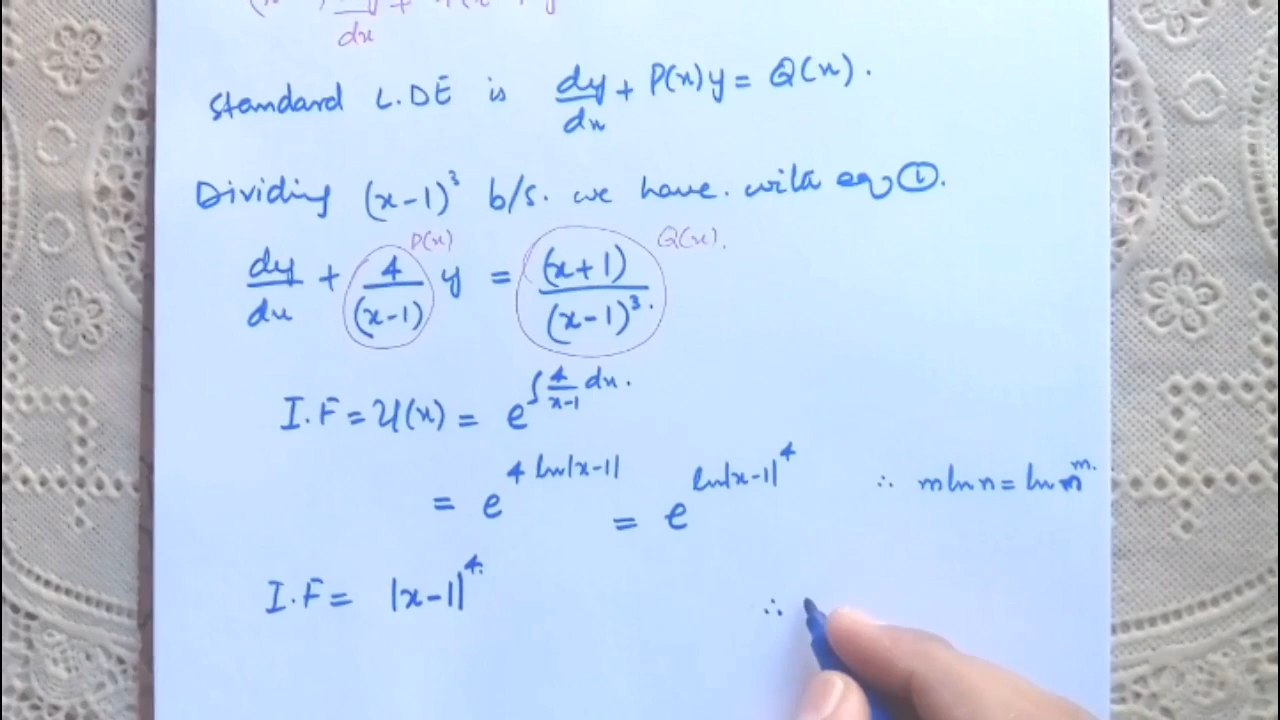 dx
Standard L.DE is dy/dx + P(x)y = Q(x).
Dividing (x-1)³ b/s. we have. with eq ①.
P(x) Q(x).
dy/dx + 4/(x-1) y = (x+1)/(x-1)³.
I.F = U(x) = e^∫4/x-1 dx.
= e^4 ln|x-1| = e^ln|x-1|⁴ ∴ m ln n = ln n^m.
I.F = |x-1|⁴. ∴